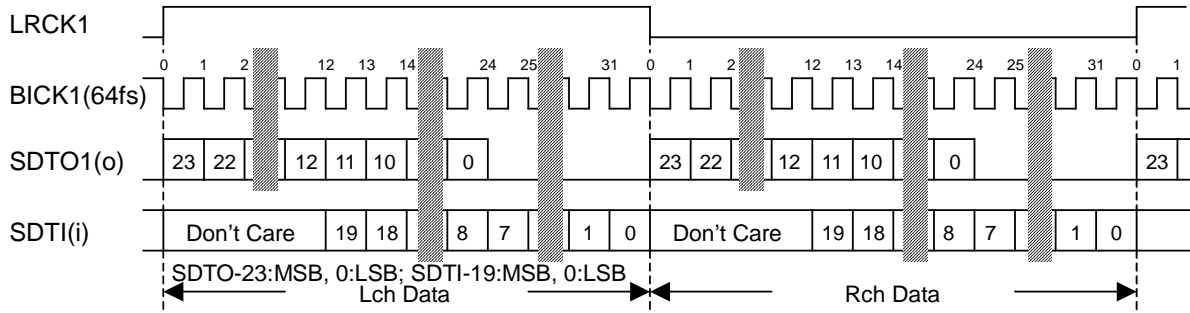 LRCK1
0 1 2 12 13 14 24 25 31 0 1 2 12 13 14 24 25 31 0 1
BICK1(64fs)
SDTO1(o) 23 22 12 11 10 0 23 22 12 11 10 0 23
SDTI(i) Don't Care 19 18 8 7 1 0 Don't Care 19 18 8 7 1 0
SDTO-23:MSB, 0:LSB; SDTI-19:MSB, 0:LSB
Lch Data Rch Data